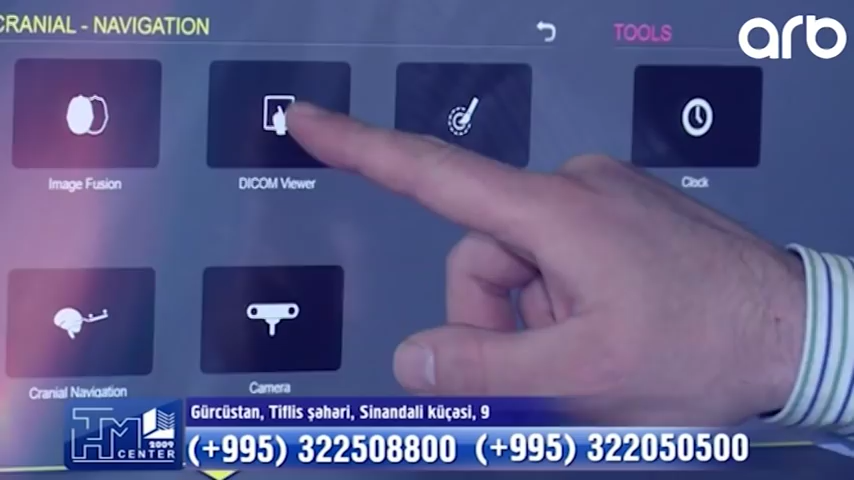 CRANIAL - NAVIGATION
TOOLS
arb
Image Fusion
DICOM Viewer
Clock
Cranial Navigation
Camera
Gürcüstan, Tiflis şəhəri, Sinandali küçəsi, 9
THM
2009
CENTER
(+995) 322508800 (+995) 322050500